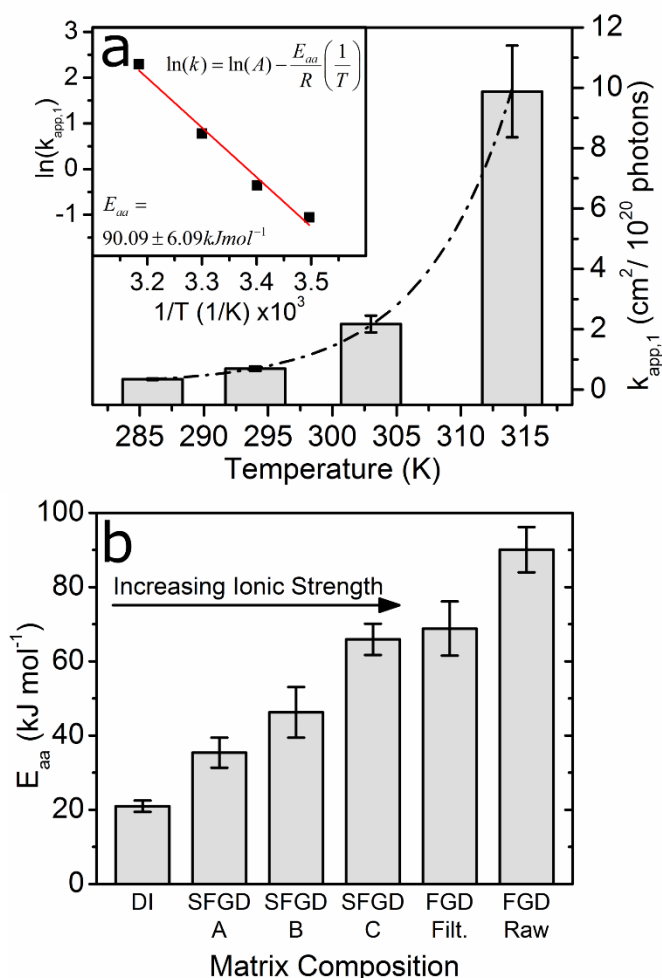 a
ln(k) = ln(A) − E_aa/R (1/T)
3
2
1
0
-1
ln(k_app,1)
E_aa =
90.09 ± 6.09kJmol⁻¹
3.2 3.3 3.4 3.5
1/T (1/K) x10³
12
10
8
6
4
2
0
k_app,1 (cm²/ 10²⁰ photons)
285 290 295 300 305 310 315
Temperature (K)
b
Increasing Ionic Strength
100
80
60
40
20
0
E_aa (kJ mol⁻¹)
DI SFGD SFGD SFGD FGD FGD
A B C Filt. Raw
Matrix Composition